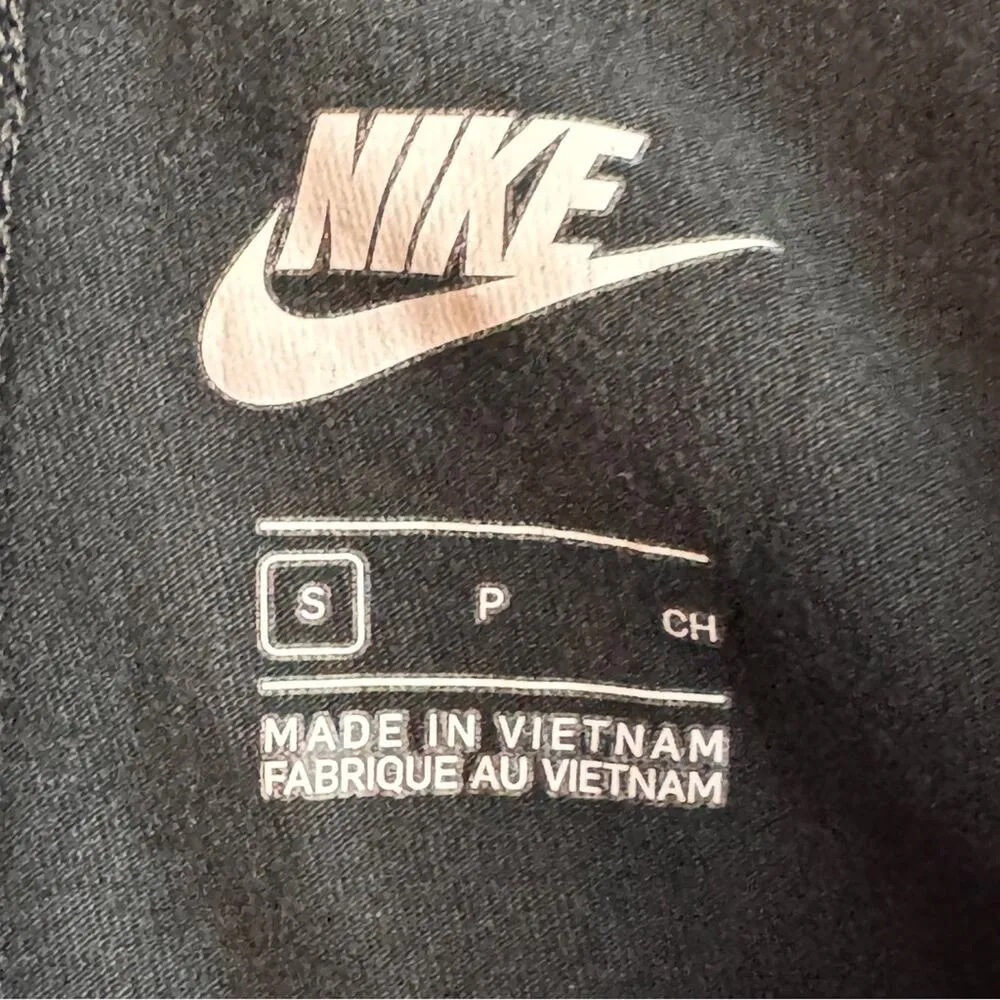 NIKE
S P CH
MADE IN VIETNAM
FABRIQUE AU VIETNAM